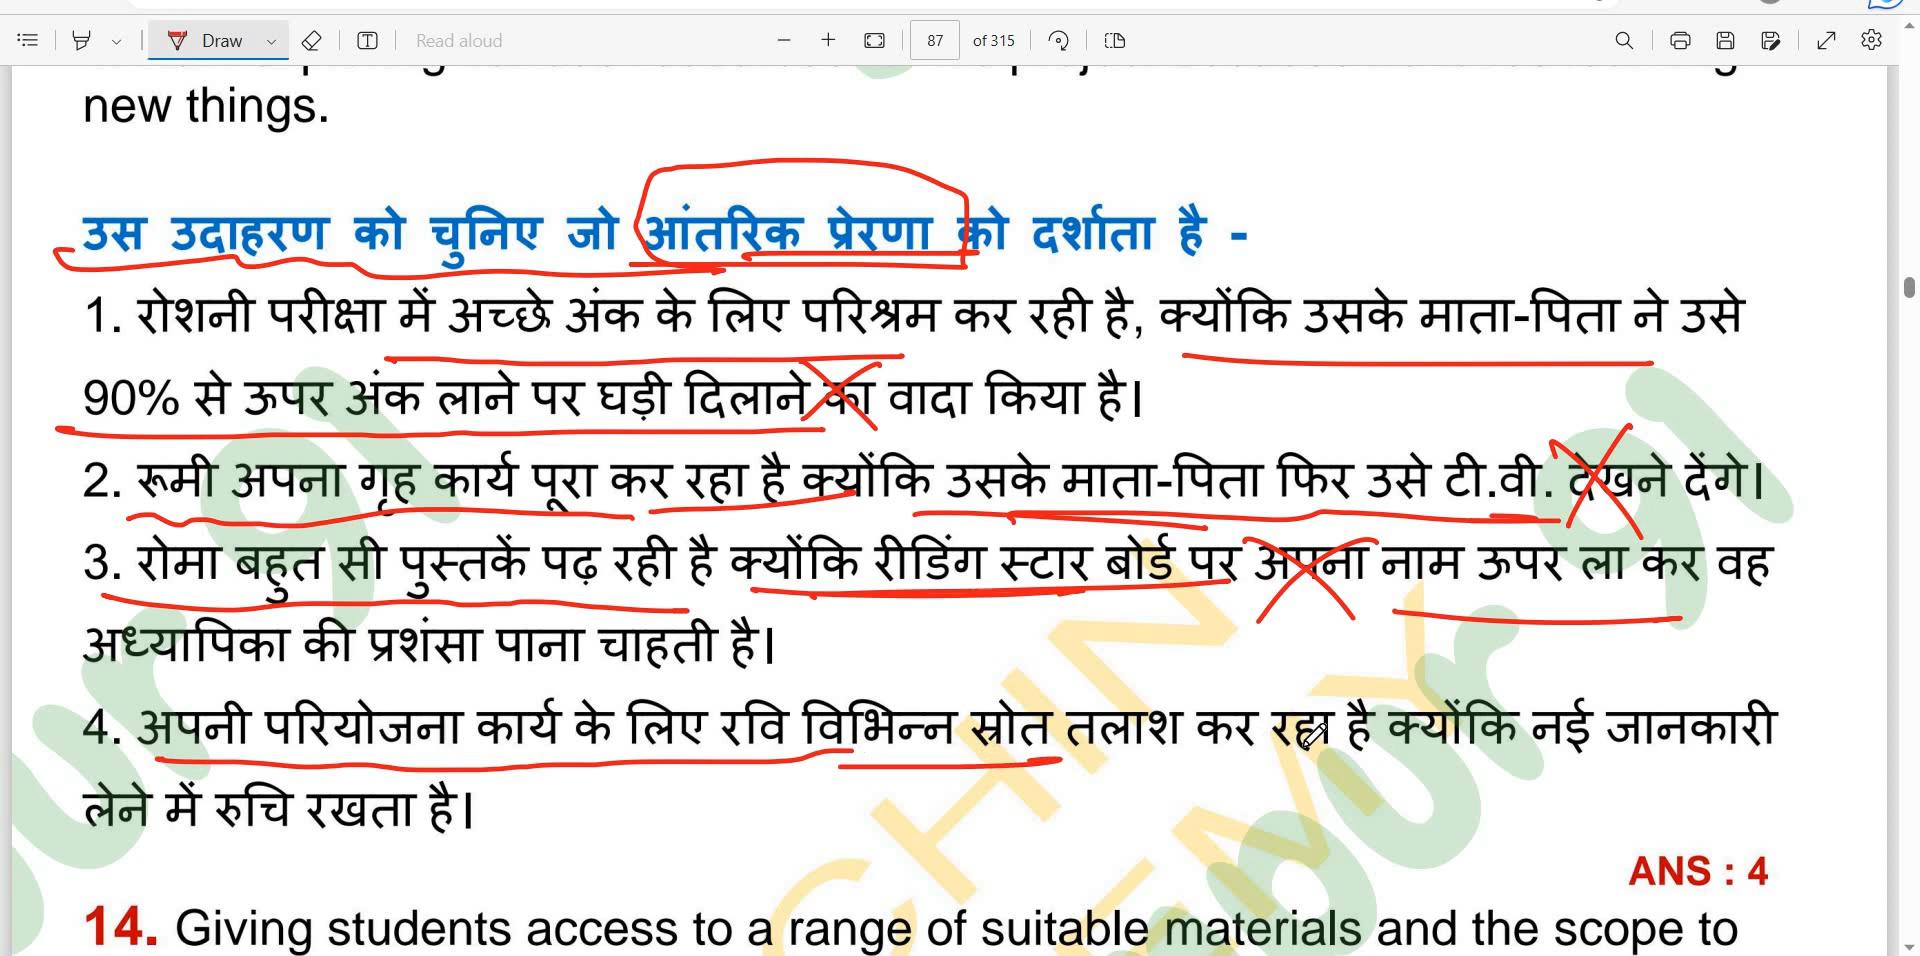 Draw
Read aloud
87
of 315
new things.
उस उदाहरण को चुनिए जो आंतरिक प्रेरणा को दर्शाता है -
1. रोशनी परीक्षा में अच्छे अंक के लिए परिश्रम कर रही है, क्योंकि उसके माता-पिता ने उसे
90% से ऊपर अंक लाने पर घड़ी दिलाने का वादा किया है।
2. रूमी अपना गृह कार्य पूरा कर रहा है क्योंकि उसके माता-पिता फिर उसे टी.वी. देखने देंगे।
3. रोमा बहुत सी पुस्तकें पढ़ रही है क्योंकि रीडिंग स्टार बोर्ड पर अपना नाम ऊपर ला कर वह
अध्यापिका की प्रशंसा पाना चाहती है।
4. अपनी परियोजना कार्य के लिए रवि विभिन्न स्रोत तलाश कर रहा है क्योंकि नई जानकारी
लेने में रुचि रखता है।
ANS : 4
14. Giving students access to a range of suitable materials and the scope to